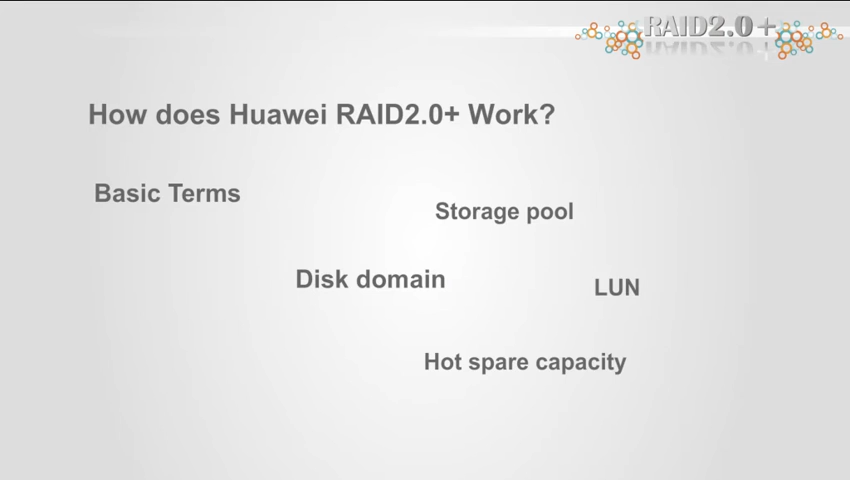 RAID2.0+
How does Huawei RAID2.0+ Work?
Basic Terms
Storage pool
Disk domain
LUN
Hot spare capacity